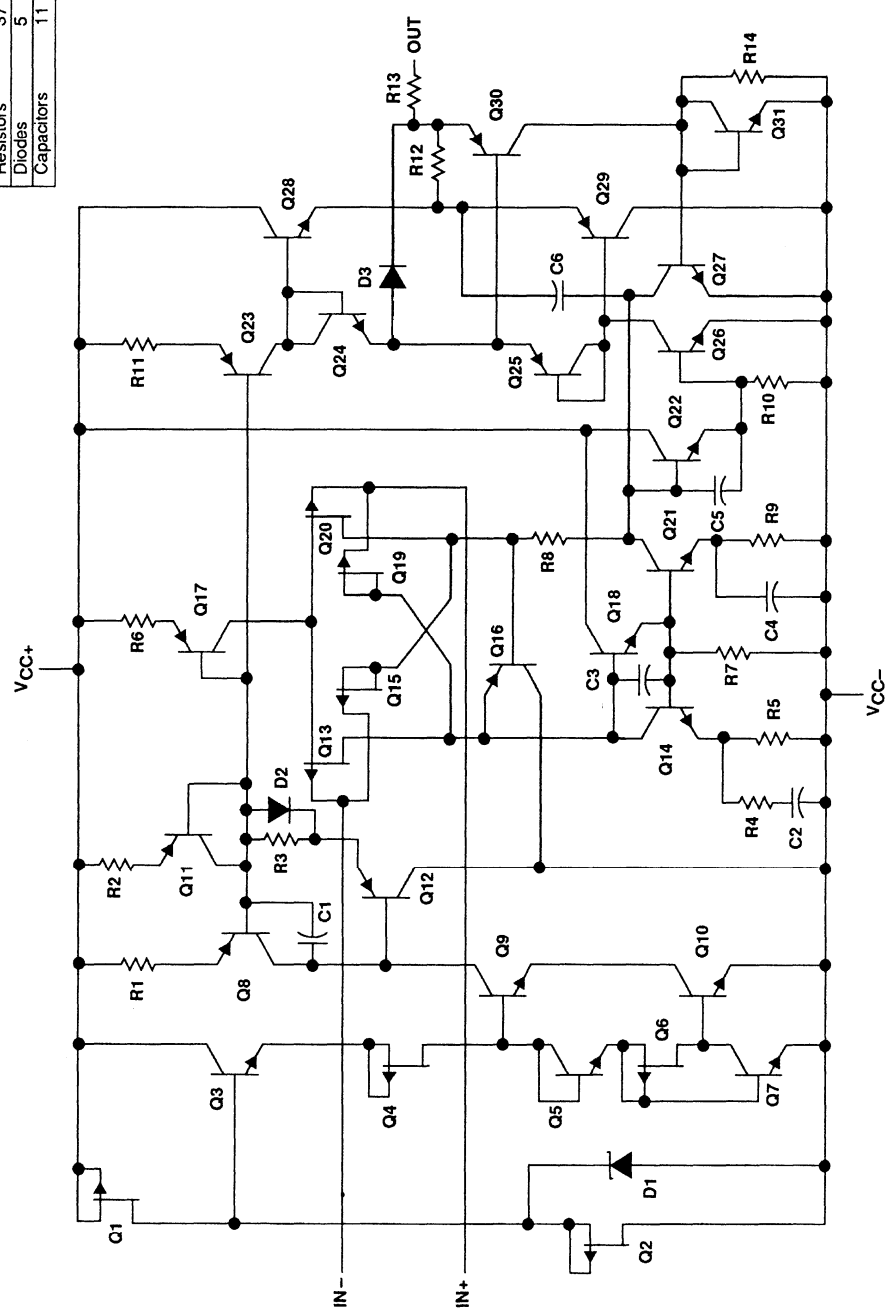 Resistors 37
Diodes 5
Capacitors 11
VCC+
OUT
R13
R14
Q30
R12
Q31
Q28
Q29
D3
C6
Q27
Q23
Q24
Q25
Q26
R11
Q22
R10
Q20
Q19
Q21
C5
R9
R8
Q17
R6
Q18
C4
Q16
C3
R7
Q15
Q13
Q14
R5
D2
R3
R4
C2
Q11
R2
Q12
C1
Q8
R1
Q9
Q10
Q3
Q4
Q6
Q5
Q7
Q1
D1
Q2
IN-
IN+
VCC-